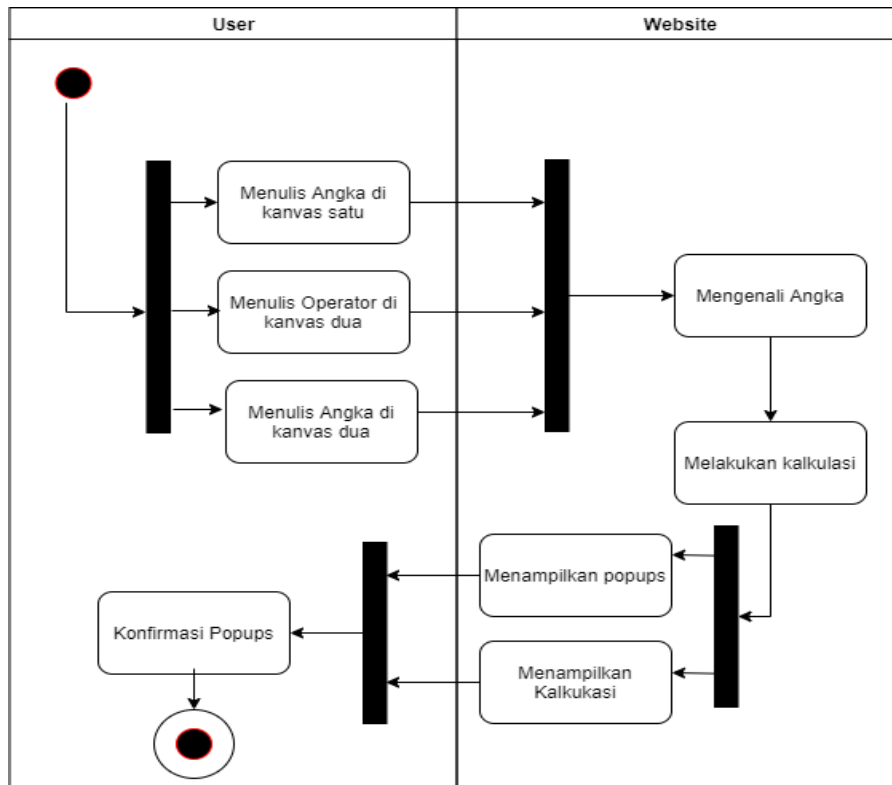 User
Website
Menulis Angka di
kanvas satu
Menulis Operator di
kanvas dua
Mengenali Angka
Menulis Angka di
kanvas dua
Melakukan kalkulasi
Menampilkan popups
Konfirmasi Popups
Menampilkan
Kalkukasi